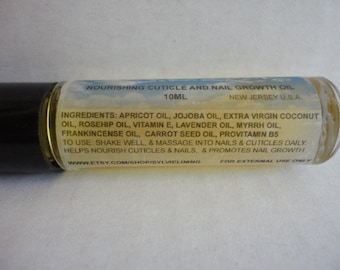 NOURISHING CUTICLE AND NAIL GROWTH OIL
10ML NEW JERSEY U.S.A.
INGREDIENTS: APRICOT OIL, JOJOBA OIL, EXTRA VIRGIN COCONUT
OIL, ROSEHIP OIL, VITAMIN E, LAVENDER OIL, MYRRH OIL,
FRANKINCENSE OIL, CARROT SEED OIL, PROVITAMIN B5
TO USE: SHAKE WELL, & MASSAGE INTO NAILS & CUTICLES DAILY.
HELPS NOURISH CUTICLES & NAILS, & PROMOTES NAIL GROWTH.
FOR EXTERNAL USE ONLY